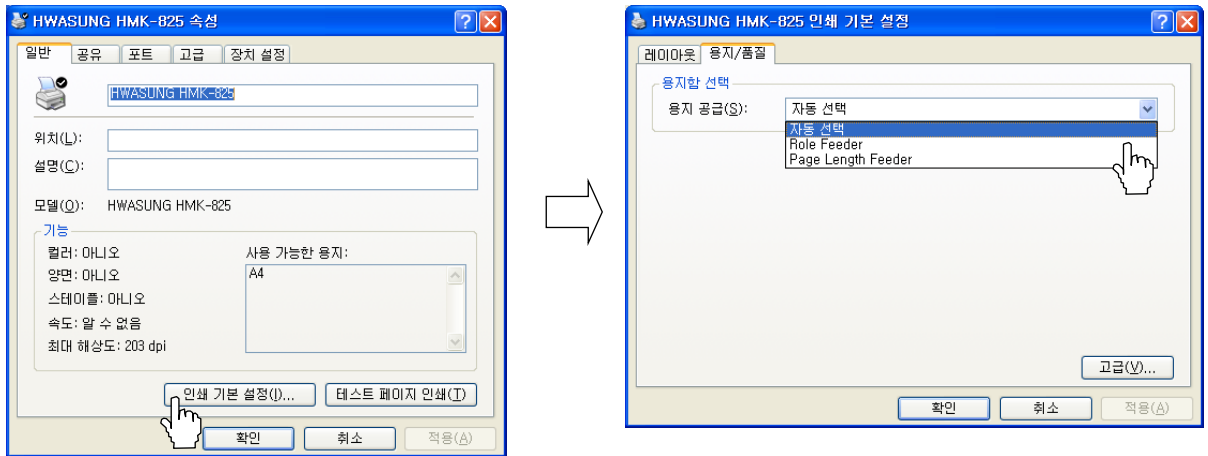 HWASUNG HMK-825 속성
일반 공유 포트 고급 장치 설정
HWASUNG HMK-825
위치(L):
설명(C):
모델(O): HWASUNG HMK-825
기능
컬러: 아니오
양면: 아니오
스테이플: 아니오
속도: 알 수 없음
최대 해상도: 203 dpi
사용 가능한 용지:
A4
인쇄 기본 설정(I)... 테스트 페이지 인쇄(T)
확인 취소 적용(A)
HWASUNG HMK-825 인쇄 기본 설정
레이아웃 용지/품질
용지함 선택
용지 공급(S): 자동 선택
자동 선택
Role Feeder
Page Length Feeder
고급(V)...
확인 취소 적용(A)